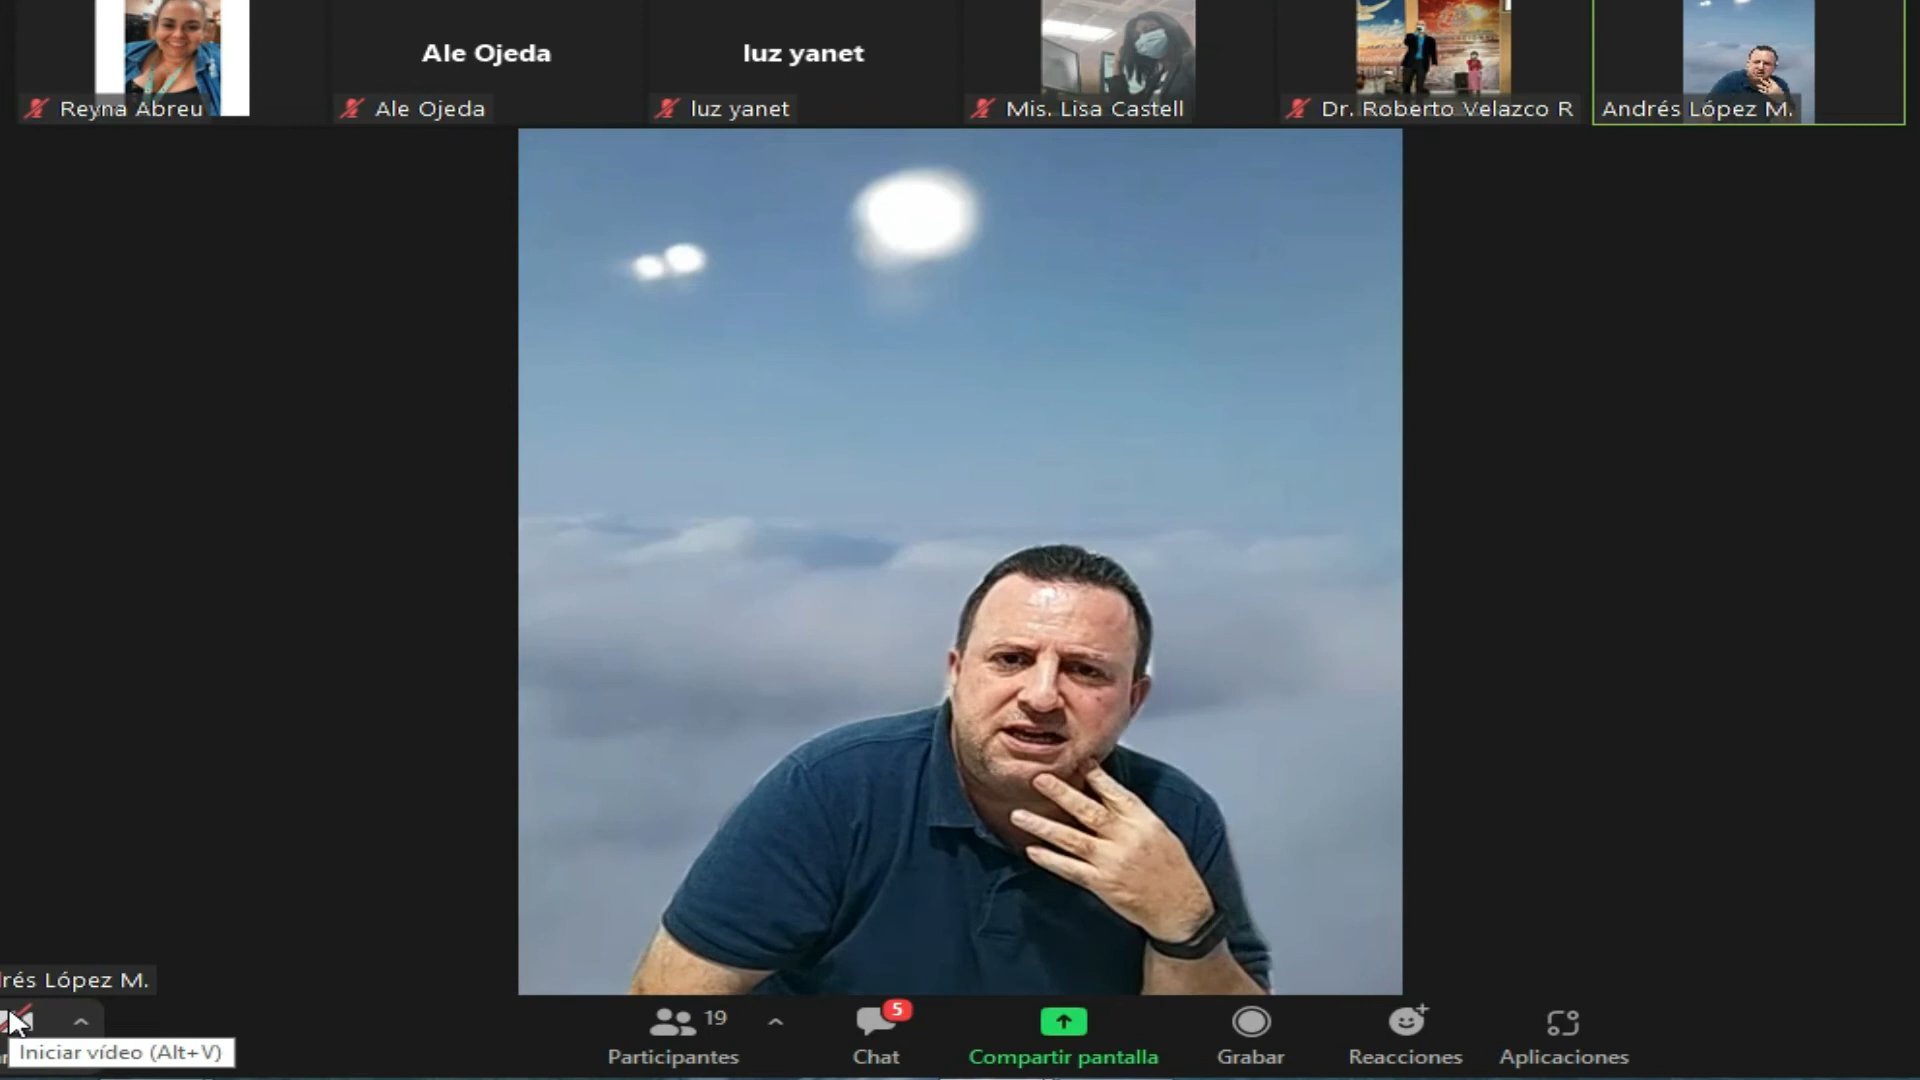 Ale Ojeda
luz yanet
Reyna Abreu
Ale Ojeda
luz yanet
Mis. Lisa Castell
Dr. Roberto Velazco R
Andrés López M.
rés López M.
19
5
Iniciar vídeo (Alt+V)
Participantes
Chat
Compartir pantalla
Grabar
Reacciones
Aplicaciones